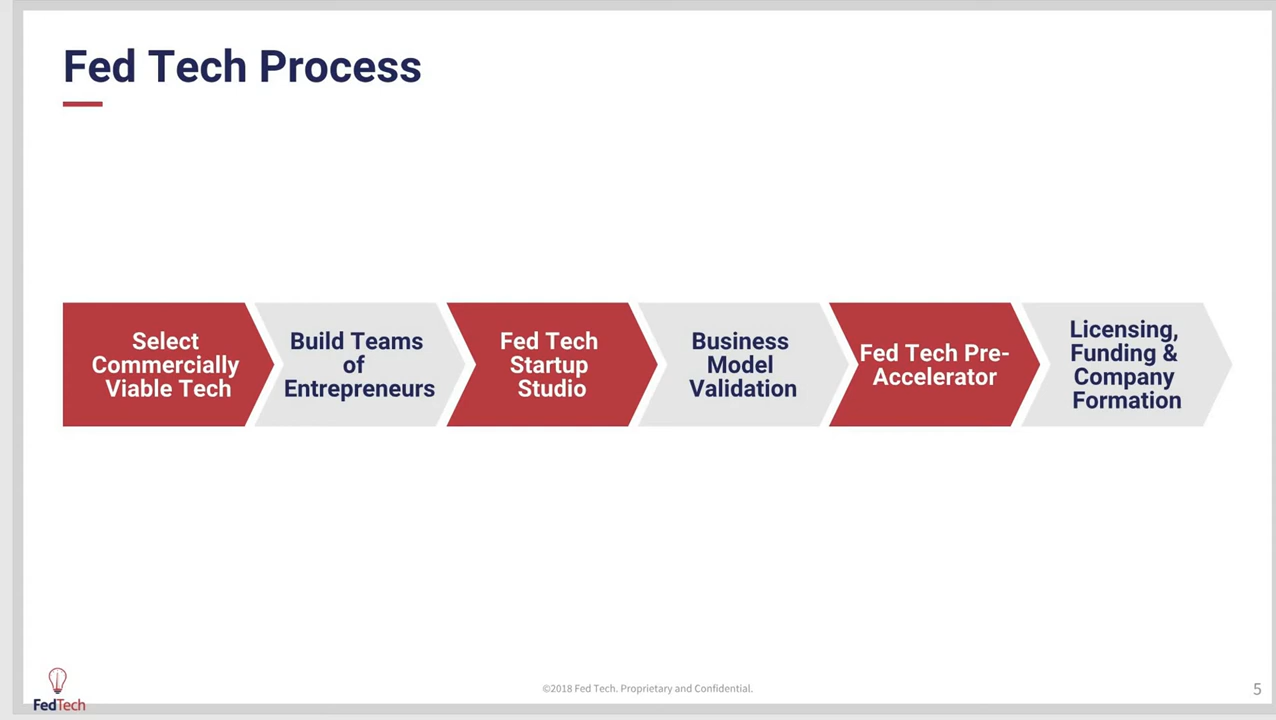 Fed Tech Process
Select
Commercially
Viable Tech
Build Teams
of
Entrepreneurs
Fed Tech
Startup
Studio
Business
Model
Validation
Fed Tech Pre-
Accelerator
Licensing,
Funding &
Company
Formation
FedTech
©2018 Fed Tech. Proprietary and Confidential.
5